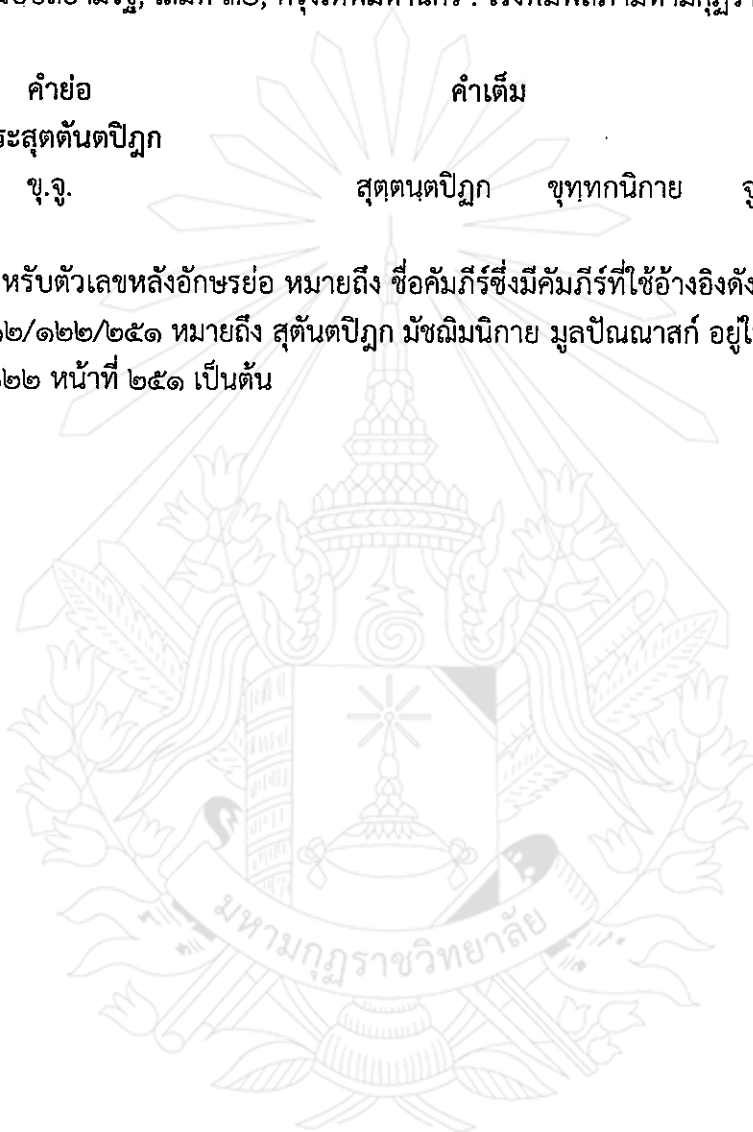 คำย่อ คำเต็ม
ระสุตตันตปิฎก
ขุ.จู. สุตฺตนฺตปิฏก ขุทฺทกนิกาย จู
หรับตัวเลขหลังอักษรย่อ หมายถึง ชื่อคัมภีร์ซึ่งมีคัมภีร์ที่ใช้อ้างอิงดัง
๒/๑๒๒/๒๕๑ หมายถึง สุตันตปิฎก มัชฌิมนิกาย มูลปัณณาสก์ อยู่ใ
๒๒ หน้าที่ ๒๕๑ เป็นต้น
มหามกุฏราชวิทยาลัย